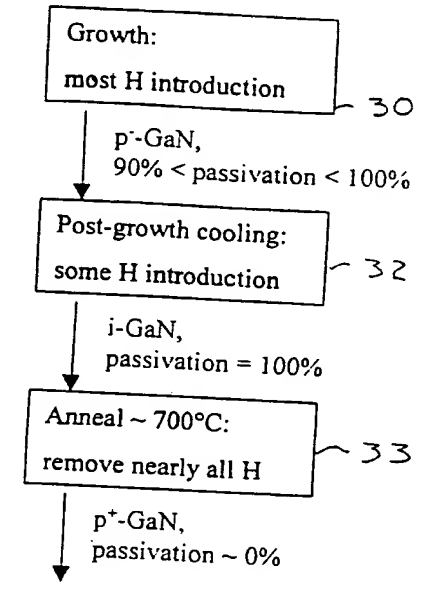 Growth:
most H introduction
30
p⁻-GaN,
90% < passivation < 100%
Post-growth cooling:
some H introduction
32
i-GaN,
passivation = 100%
Anneal ~ 700°C:
remove nearly all H
33
p⁺-GaN,
passivation ~ 0%